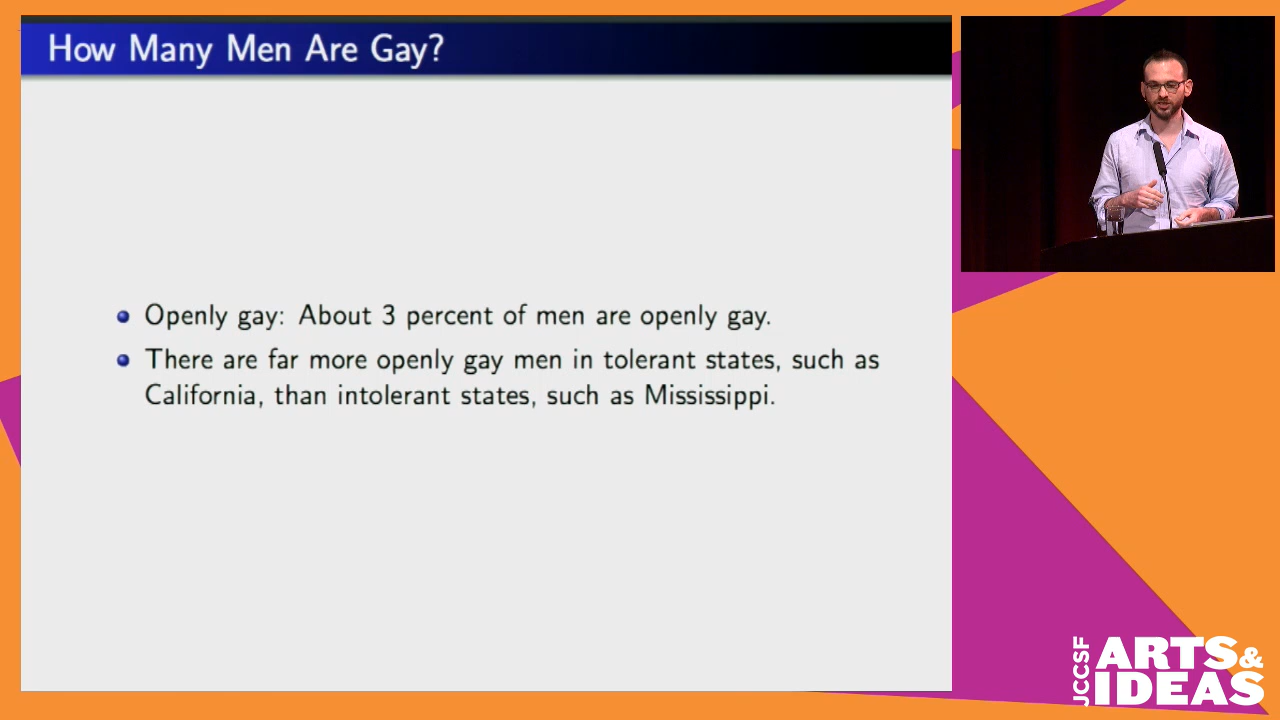 How Many Men Are Gay?
Openly gay: About 3 percent of men are openly gay.
There are far more openly gay men in tolerant states, such as
California, than intolerant states, such as Mississippi.
JCCSF
ARTS&
IDEAS